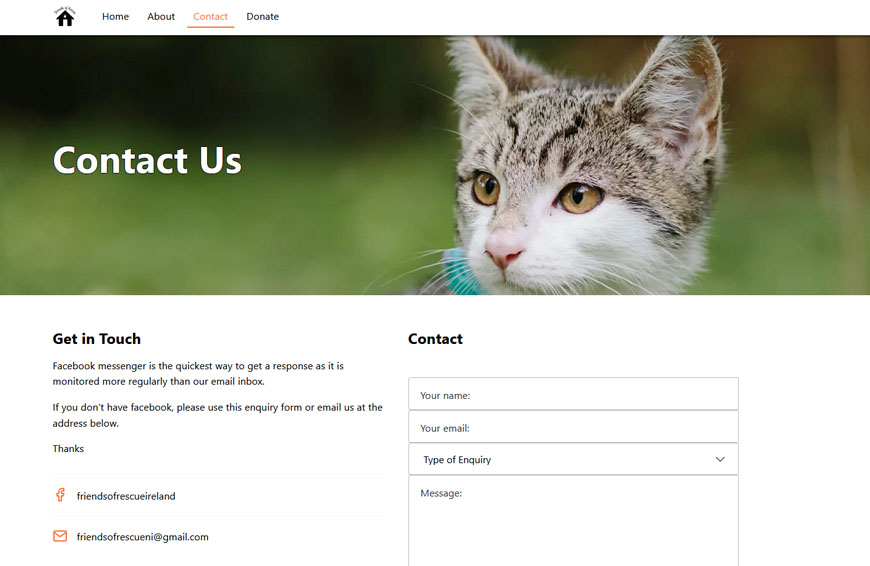 Home About Contact Donate
Contact Us
Get in Touch
Facebook messenger is the quickest way to get a response as it is
monitored more regularly than our email inbox.
If you don't have facebook, please use this enquiry form or email us at the
address below.
Thanks
friendsofrescueireland
friendsofrescueni@gmail.com
Contact
Your name:
Your email:
Type of Enquiry
Message: